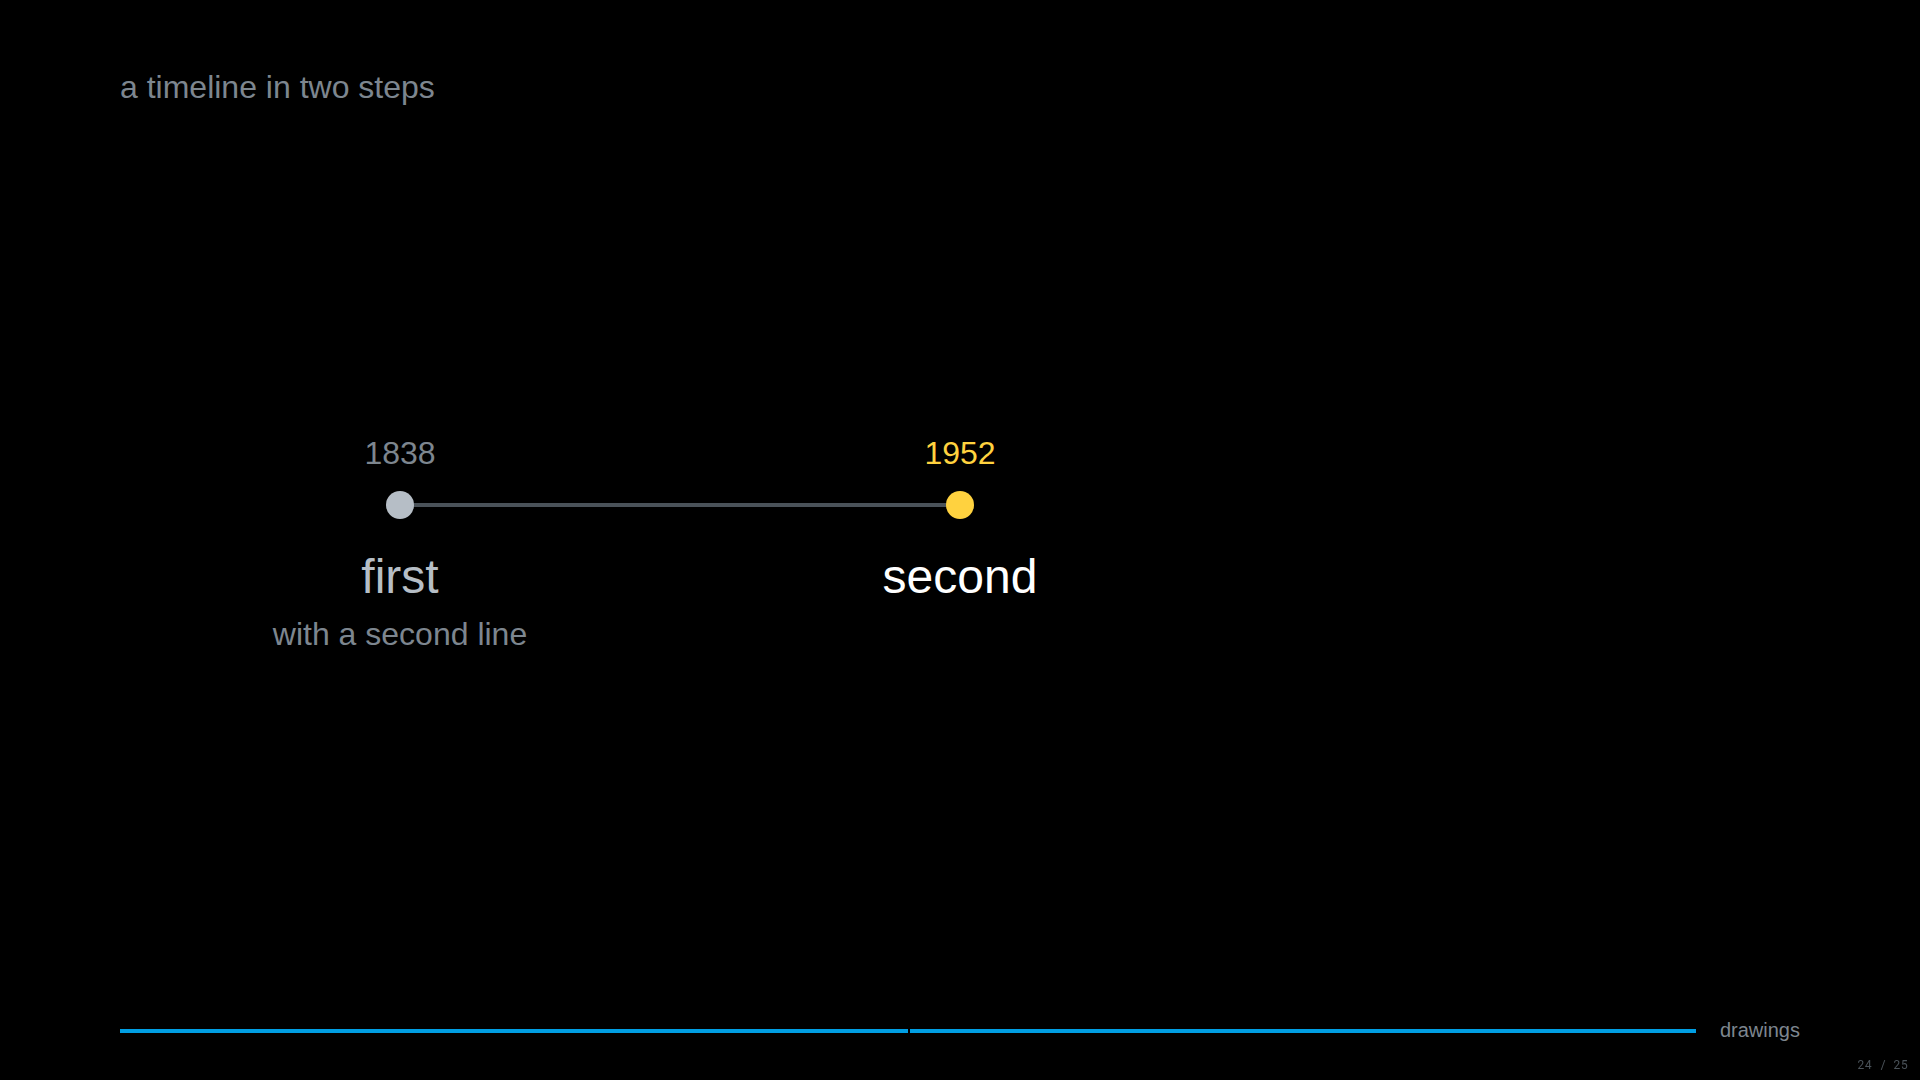 a timeline in two steps
1838
1952
first
second
with a second line
drawings
24 / 25